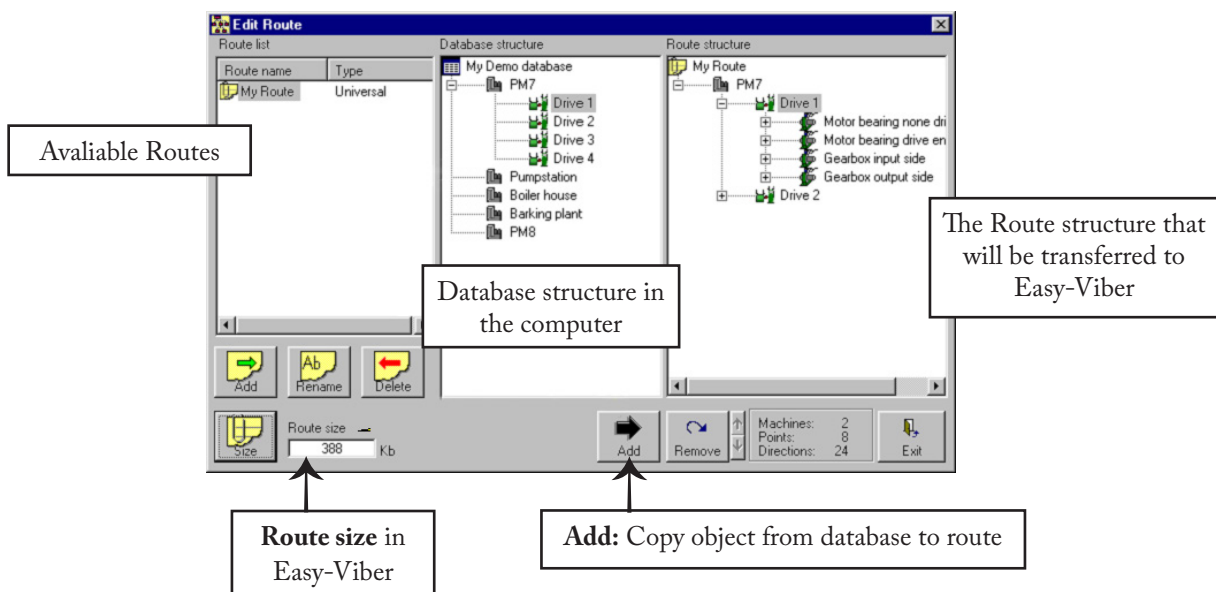 Edit Route
Route list
Database structure
Route structure
Route name Type
My Route Universal
My Demo database
PM7
Drive 1
Drive 2
Drive 3
Drive 4
Pumpstation
Boiler house
Barking plant
PM8
My Route
PM7
Drive 1
Motor bearing none dri
Motor bearing drive en
Gearbox input side
Gearbox output side
Drive 2
Avaliable Routes
Database structure in
the computer
The Route structure that
will be transferred to
Easy-Viber
Add
Ab
Rename
Delete
Size
Route size
388 Kb
Add
Remove
Machines: 2
Points: 8
Directions: 24
Exit
Route size in
Easy-Viber
Add: Copy object from database to route